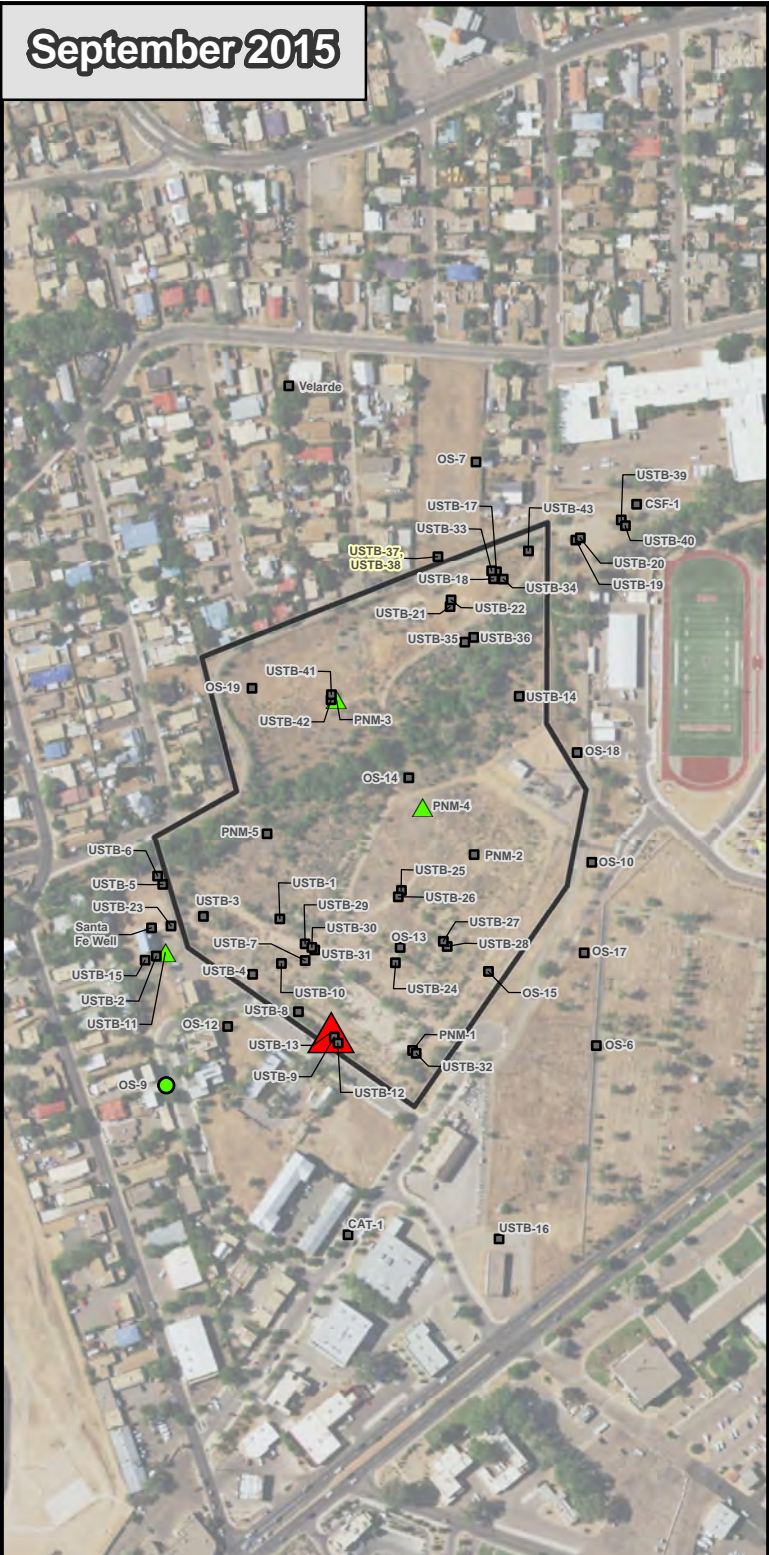 September 2015
Velarde
OS-7
USTB-39
CSF-1
USTB-17
USTB-43
USTB-33
USTB-40
USTB-37,
USTB-38
USTB-20
USTB-18
USTB-34
USTB-19
USTB-22
USTB-21
USTB-35
USTB-36
USTB-41
OS-19
USTB-14
USTB-42
PNM-3
OS-18
OS-14
PNM-4
PNM-5
USTB-6
PNM-2
OS-10
USTB-5
USTB-25
USTB-3
USTB-1
USTB-26
USTB-29
USTB-23
Santa
Fe Well
USTB-30
USTB-27
USTB-28
OS-13
USTB-7
USTB-31
OS-17
USTB-15
USTB-4
USTB-10
USTB-24
OS-15
USTB-2
USTB-8
USTB-11
OS-12
PNM-1
USTB-13
OS-6
USTB-32
USTB-9
OS-9
USTB-12
CAT-1
USTB-16